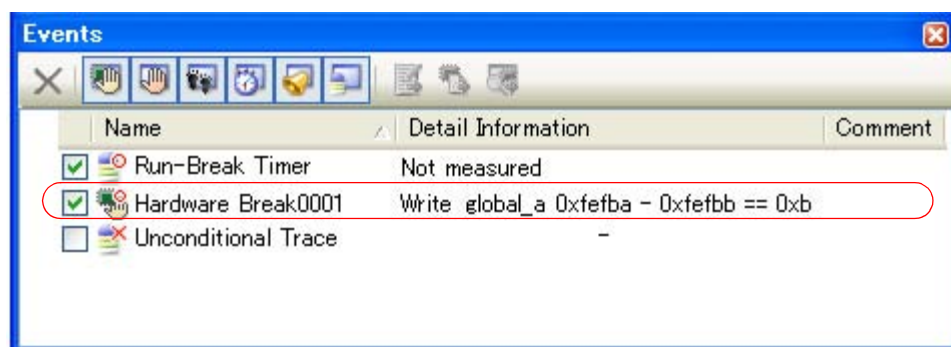 Events
Name Detail Information Comment
Run-Break Timer Not measured
Hardware Break0001 Write global_a 0xfefba - 0xfefbb == 0xb
Unconditional Trace -